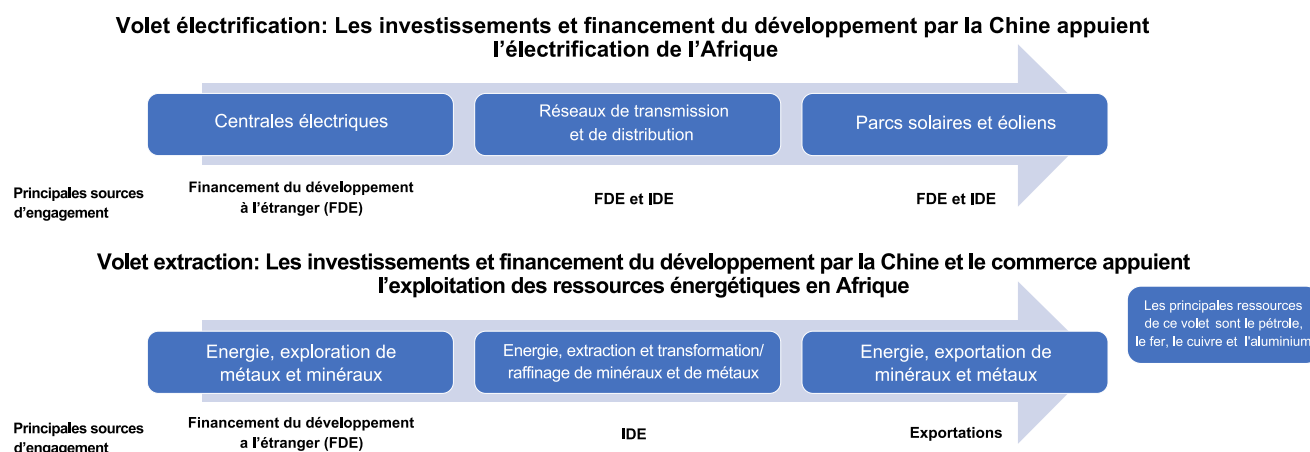 Volet électrification: Les investissements et financement du développement par la Chine appuient
l'électrification de l'Afrique
Centrales électriques
Réseaux de transmission
et de distribution
Parcs solaires et éoliens
Principales sources
d'engagement
Financement du développement
à l'étranger (FDE)
FDE et IDE
FDE et IDE
Volet extraction: Les investissements et financement du développement par la Chine et le commerce appuient
l'exploitation des ressources énergétiques en Afrique
Les principales ressources
de ce volet sont le pétrole,
le fer, le cuivre et l'aluminium
Energie, exploration de
métaux et minéraux
Energie, extraction et transformation/
raffinage de minéraux et de métaux
Energie, exportation de
minéraux et métaux
Principales sources
d'engagement
Financement du développement
a l'étranger (FDE)
IDE
Exportations